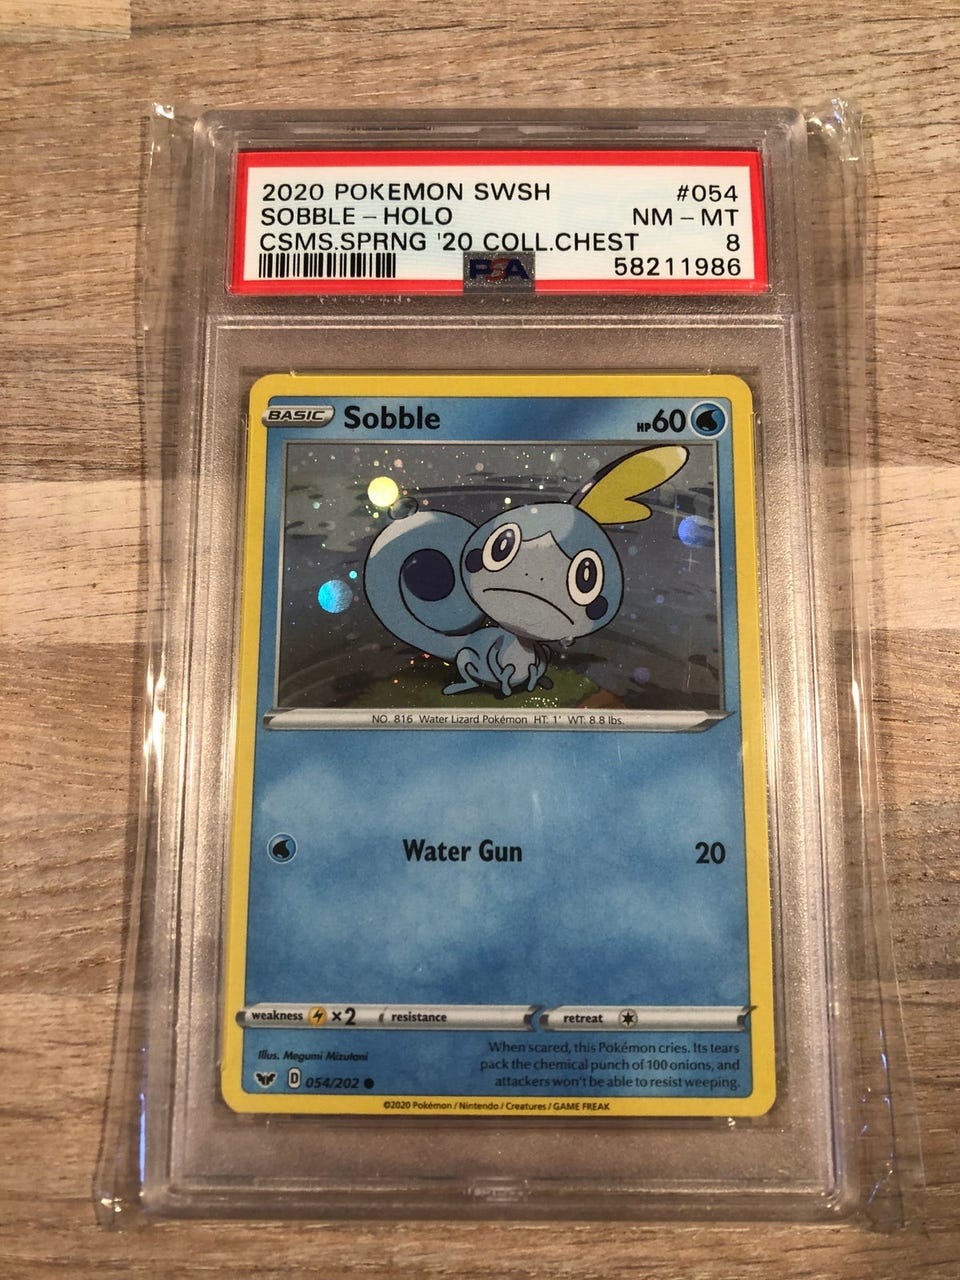 2020 POKEMON SWSH #054
SOBBLE - HOLO NM - MT
CSMS.SPRNG '20 COLL.CHEST 8
PSA 58211986
BASIC Sobble HP 60
NO. 816 Water Lizard Pokémon HT: 1' WT: 8.8 lbs.
Water Gun 20
weakness ×2 resistance retreat
Illus. Megumi Mizutani
When scared, this Pokémon cries. Its tears
pack the chemical punch of 100 onions, and
attackers won't be able to resist weeping.
D 054/202
©2020 Pokémon / Nintendo / Creatures / GAME FREAK